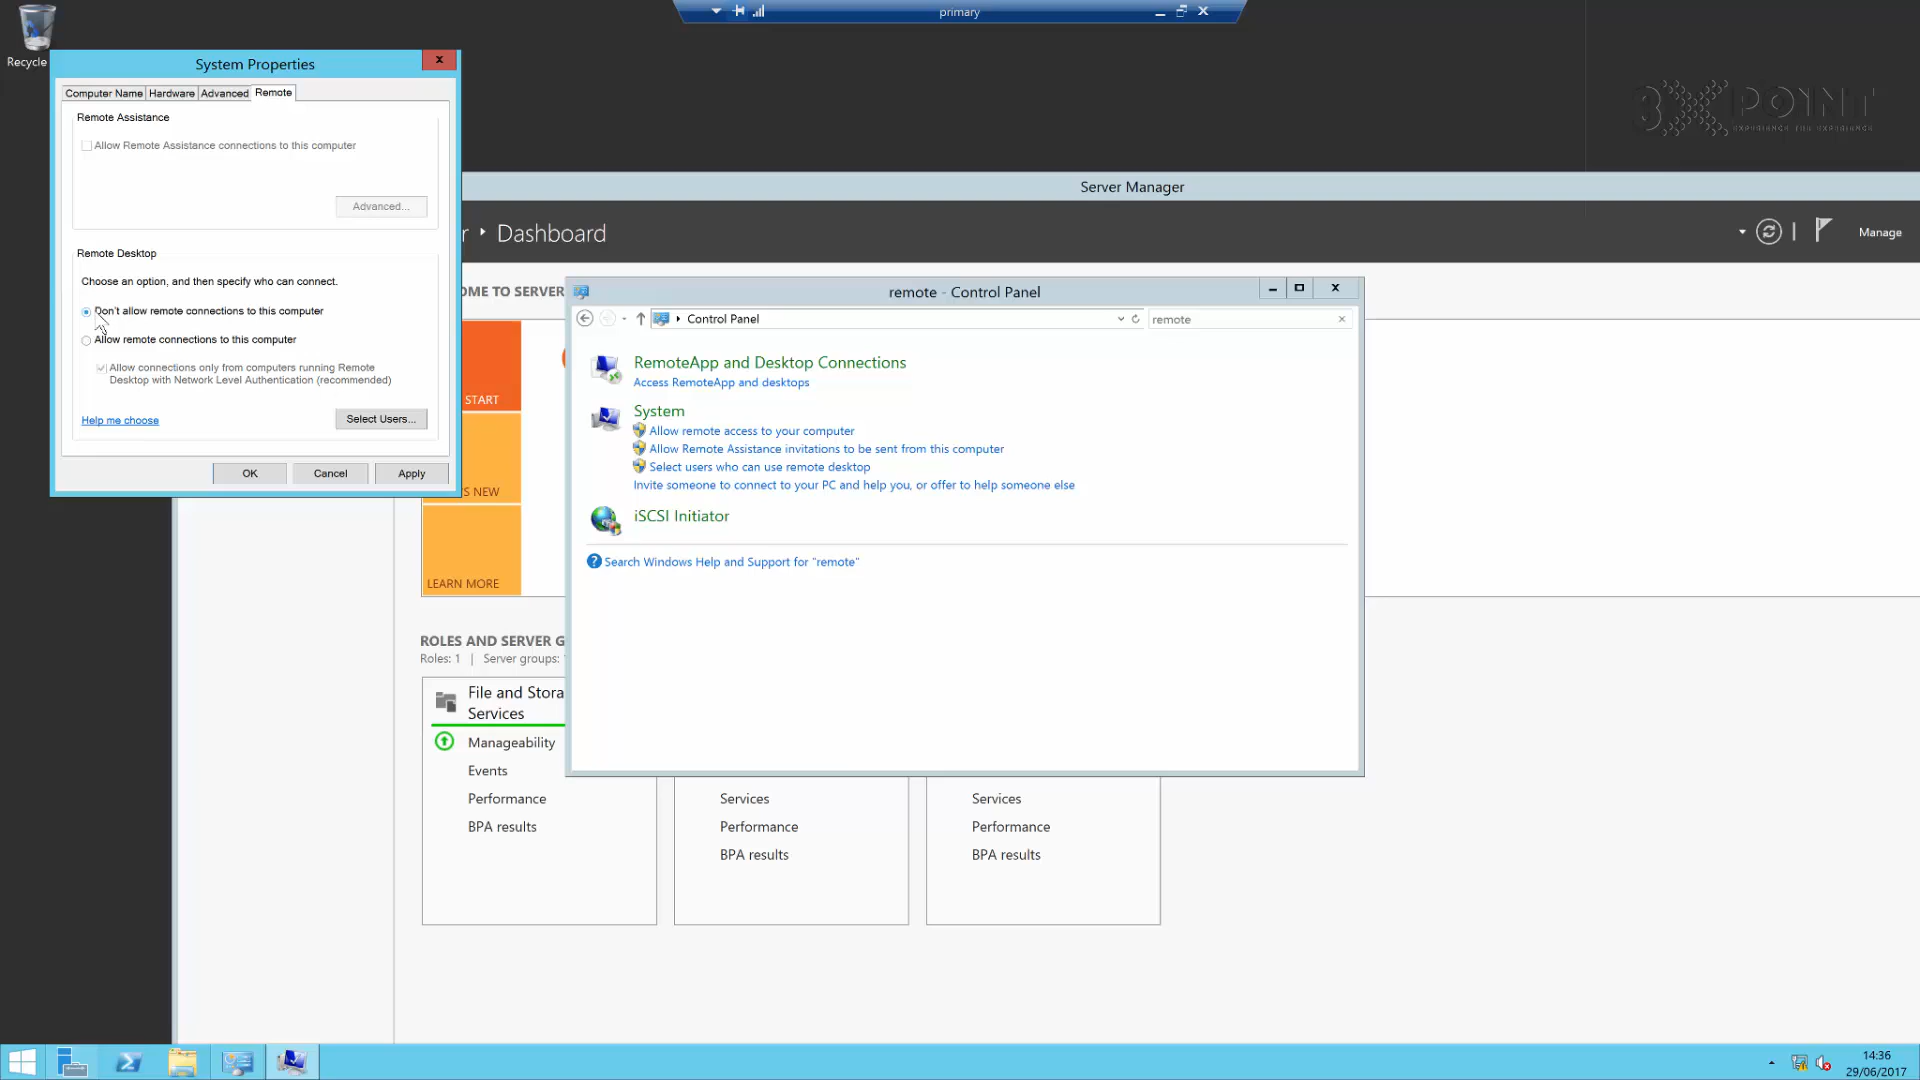 primary
Recycle
System Properties
Computer Name
Hardware
Advanced
Remote
Remote Assistance
Allow Remote Assistance connections to this computer
Advanced...
Remote Desktop
Choose an option, and then specify who can connect.
Don't allow remote connections to this computer
Allow remote connections to this computer
Allow connections only from computers running Remote
Desktop with Network Level Authentication (recommended)
Help me choose
Select Users...
OK
Cancel
Apply
3XPOINT
Server Manager
r
Dashboard
Manage
OME TO SERVER
START
'S NEW
LEARN MORE
remote - Control Panel
Control Panel
remote
RemoteApp and Desktop Connections
Access RemoteApp and desktops
System
Allow remote access to your computer
Allow Remote Assistance invitations to be sent from this computer
Select users who can use remote desktop
Invite someone to connect to your PC and help you, or offer to help someone else
iSCSI Initiator
Search Windows Help and Support for "remote"
ROLES AND SERVER G
Roles: 1 | Server groups:
File and Stora
Services
Manageability
Events
Performance
BPA results
Services
Performance
BPA results
Services
Performance
BPA results
14:36
29/06/2017